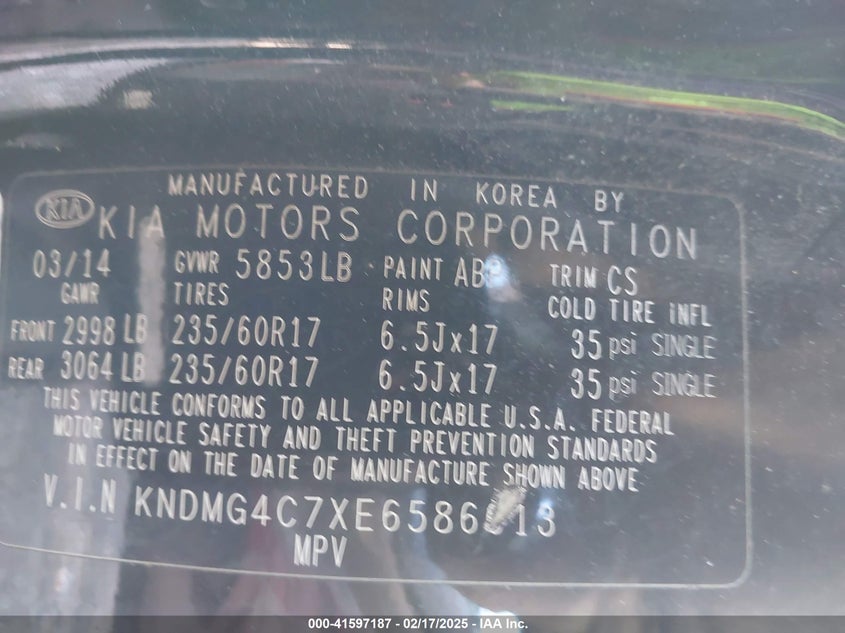 MANUFACTURED IN KOREA BY
KIA KIA MOTORS CORPORATION
03/14 GVWR 5853LB PAINT TRIM CS
GAWR TIRES RIMS COLD TIRE INFL
FRONT 2998 LB 235/60R17 6.5Jx17 35 psi SINGLE
REAR 3064 LB 235/60R17 6.5Jx17 35 psi SINGLE
THIS VEHICLE CONFORMS TO ALL APPLICABLE U.S.A. FEDERAL
MOTOR VEHICLE SAFETY AND THEFT PREVENTION STANDARDS
IN EFFECT ON THE DATE OF MANUFACTURE SHOWN ABOVE
V.I.N
MPV
000-41597187 - 02/17/2025 - IAA Inc.